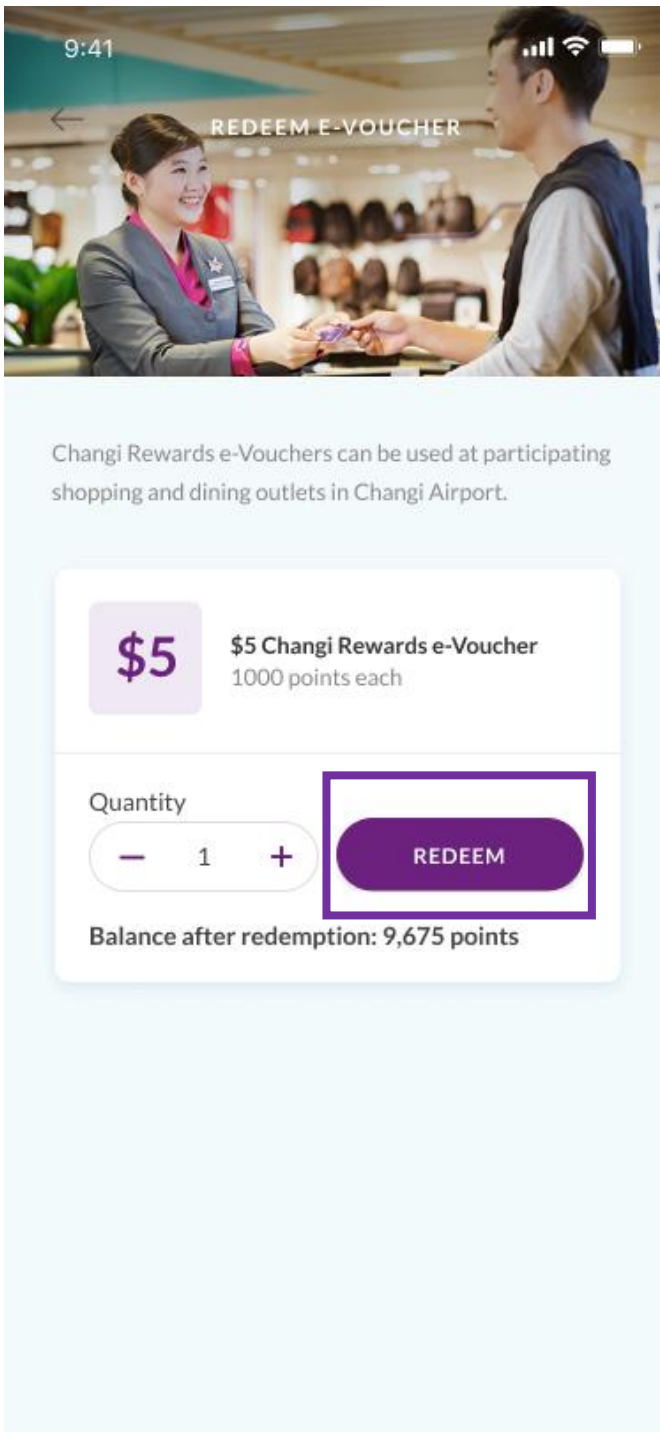 9:41
REDEEM E-VOUCHER
Changi Rewards e-Vouchers can be used at participating
shopping and dining outlets in Changi Airport.
$5
$5 Changi Rewards e-Voucher
1000 points each
Quantity
1
REDEEM
Balance after redemption: 9,675 points